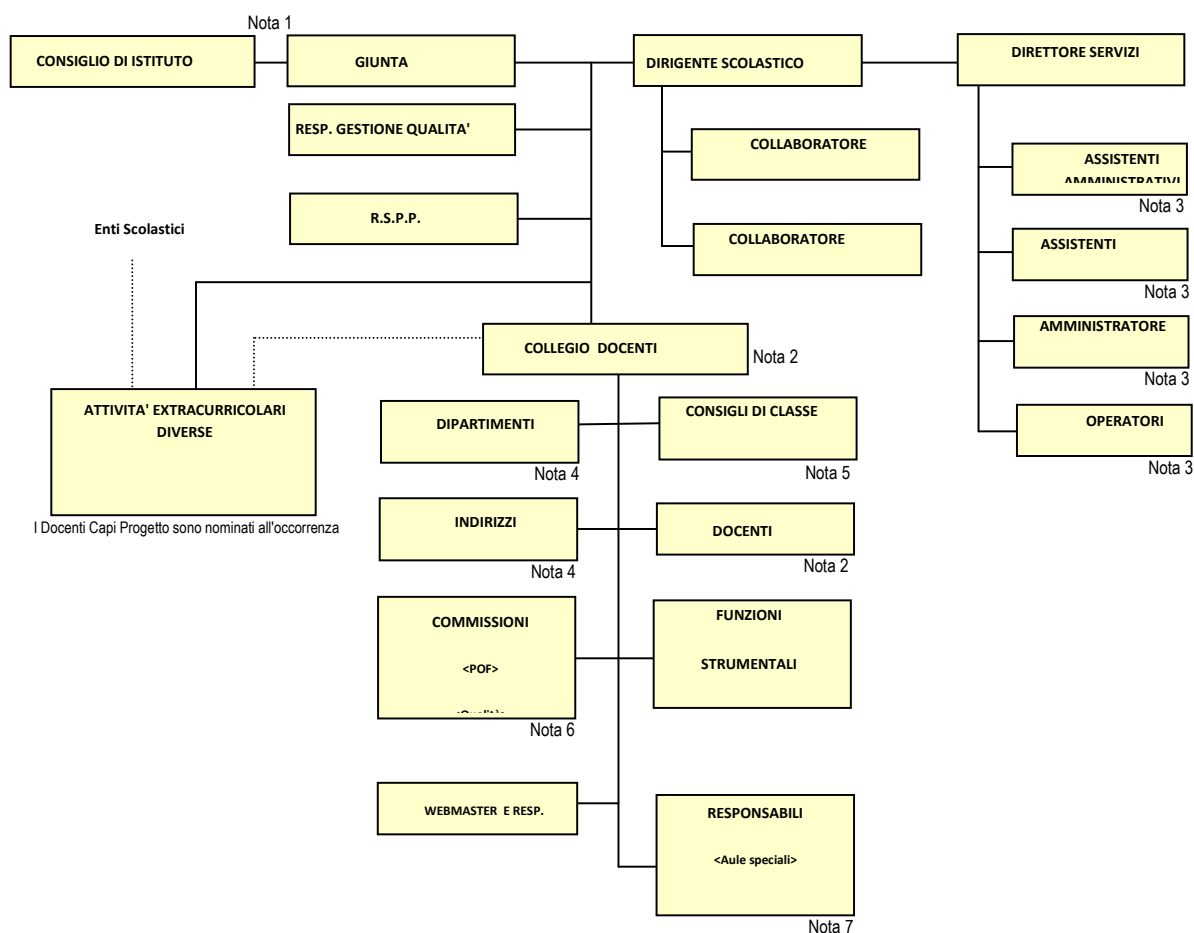 Nota 1
CONSIGLIO DI ISTITUTO
GIUNTA
DIRIGENTE SCOLASTICO
DIRETTORE SERVIZI
RESP. GESTIONE QUALITA'
COLLABORATORE
ASSISTENTI
AMMINISTRATIVI
Nota 3
R.S.P.P.
COLLABORATORE
ASSISTENTI
Nota 3
Enti Scolastici
AMMINISTRATORE
Nota 3
COLLEGIO DOCENTI
Nota 2
ATTIVITA' EXTRACURRICOLARI
DIVERSE
I Docenti Capi Progetto sono nominati all'occorrenza
DIPARTIMENTI
Nota 4
CONSIGLI DI CLASSE
Nota 5
OPERATORI
Nota 3
INDIRIZZI
Nota 4
DOCENTI
Nota 2
COMMISSIONI
<POF>
<Qualità>
Nota 6
FUNZIONI
STRUMENTALI
WEBMASTER E RESP.
RESPONSABILI
<Aule speciali>
Nota 7